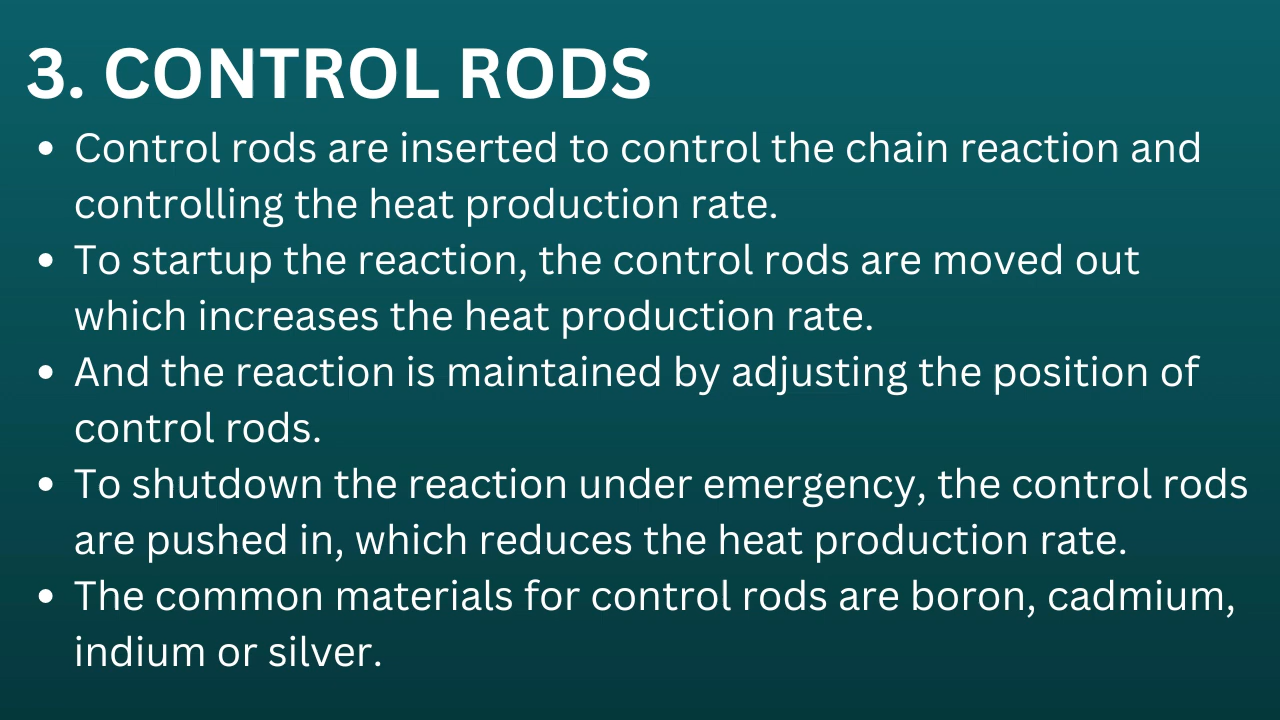 3. CONTROL RODS
• Control rods are inserted to control the chain reaction and
controlling the heat production rate.
• To startup the reaction, the control rods are moved out
which increases the heat production rate.
• And the reaction is maintained by adjusting the position of
control rods.
• To shutdown the reaction under emergency, the control rods
are pushed in, which reduces the heat production rate.
• The common materials for control rods are boron, cadmium,
indium or silver.